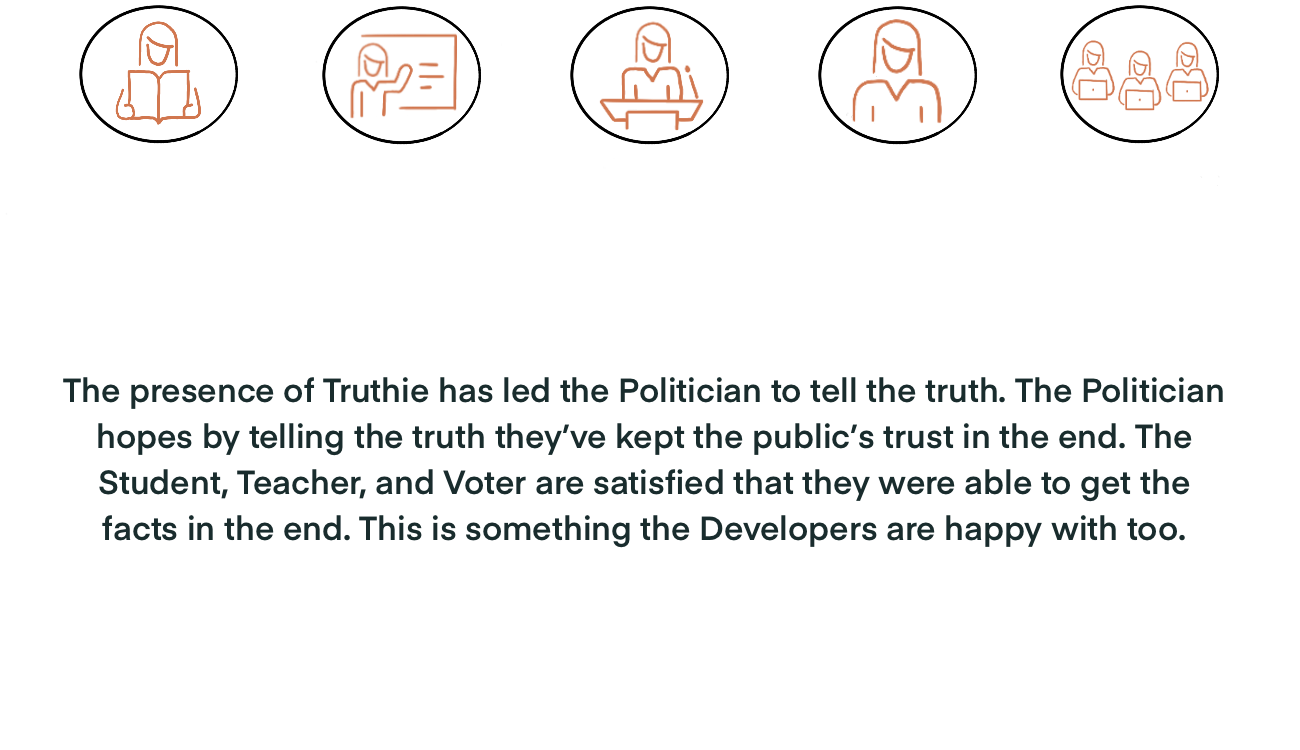 The presence of Truthie has led the Politician to tell the truth. The Politician
hopes by telling the truth they’ve kept the public’s trust in the end. The
Student, Teacher, and Voter are satisfied that they were able to get the
facts in the end. This is something the Developers are happy with too.